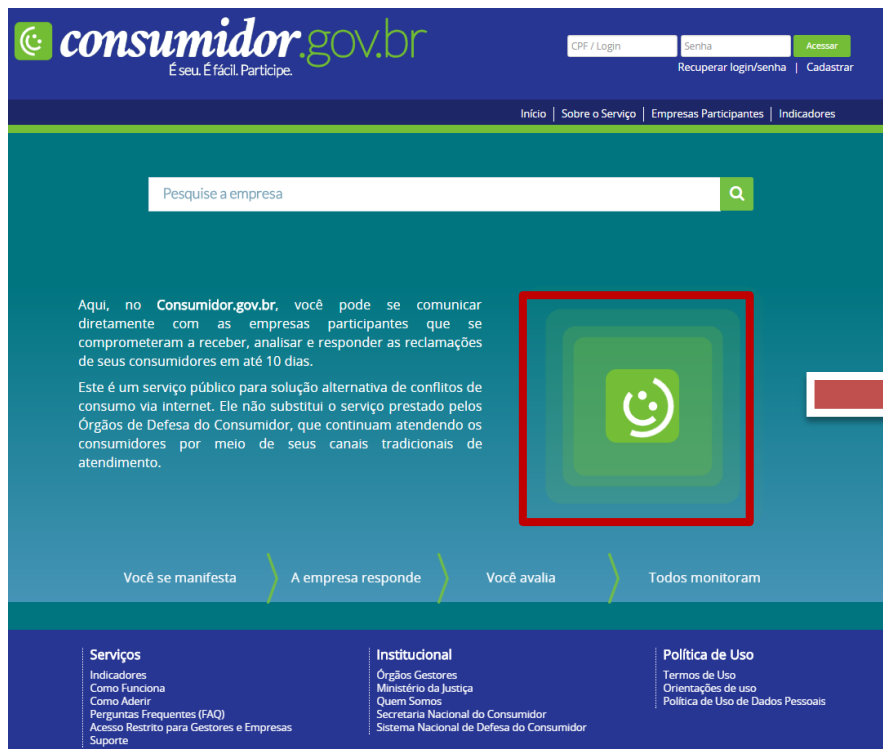 consumidor.gov.br
É seu. É fácil. Participe.
CPF / Login
Senha
Acessar
Recuperar login/senha | Cadastrar
Início | Sobre o Serviço | Empresas Participantes | Indicadores
Pesquise a empresa
Aqui, no Consumidor.gov.br, você pode se comunicar
diretamente com as empresas participantes que se
comprometeram a receber, analisar e responder as reclamações
de seus consumidores em até 10 dias.
Este é um serviço público para solução alternativa de conflitos de
consumo via internet. Ele não substitui o serviço prestado pelos
Órgãos de Defesa do Consumidor, que continuam atendendo os
consumidores por meio de seus canais tradicionais de
atendimento.
Você se manifesta
A empresa responde
Você avalia
Todos monitoram
Serviços
Indicadores
Como Funciona
Como Aderir
Perguntas Frequentes (FAQ)
Acesso Restrito para Gestores e Empresas
Suporte
Institucional
Órgãos Gestores
Ministério da Justiça
Quem Somos
Secretaria Nacional do Consumidor
Sistema Nacional de Defesa do Consumidor
Política de Uso
Termos de Uso
Orientações de uso
Política de Uso de Dados Pessoais